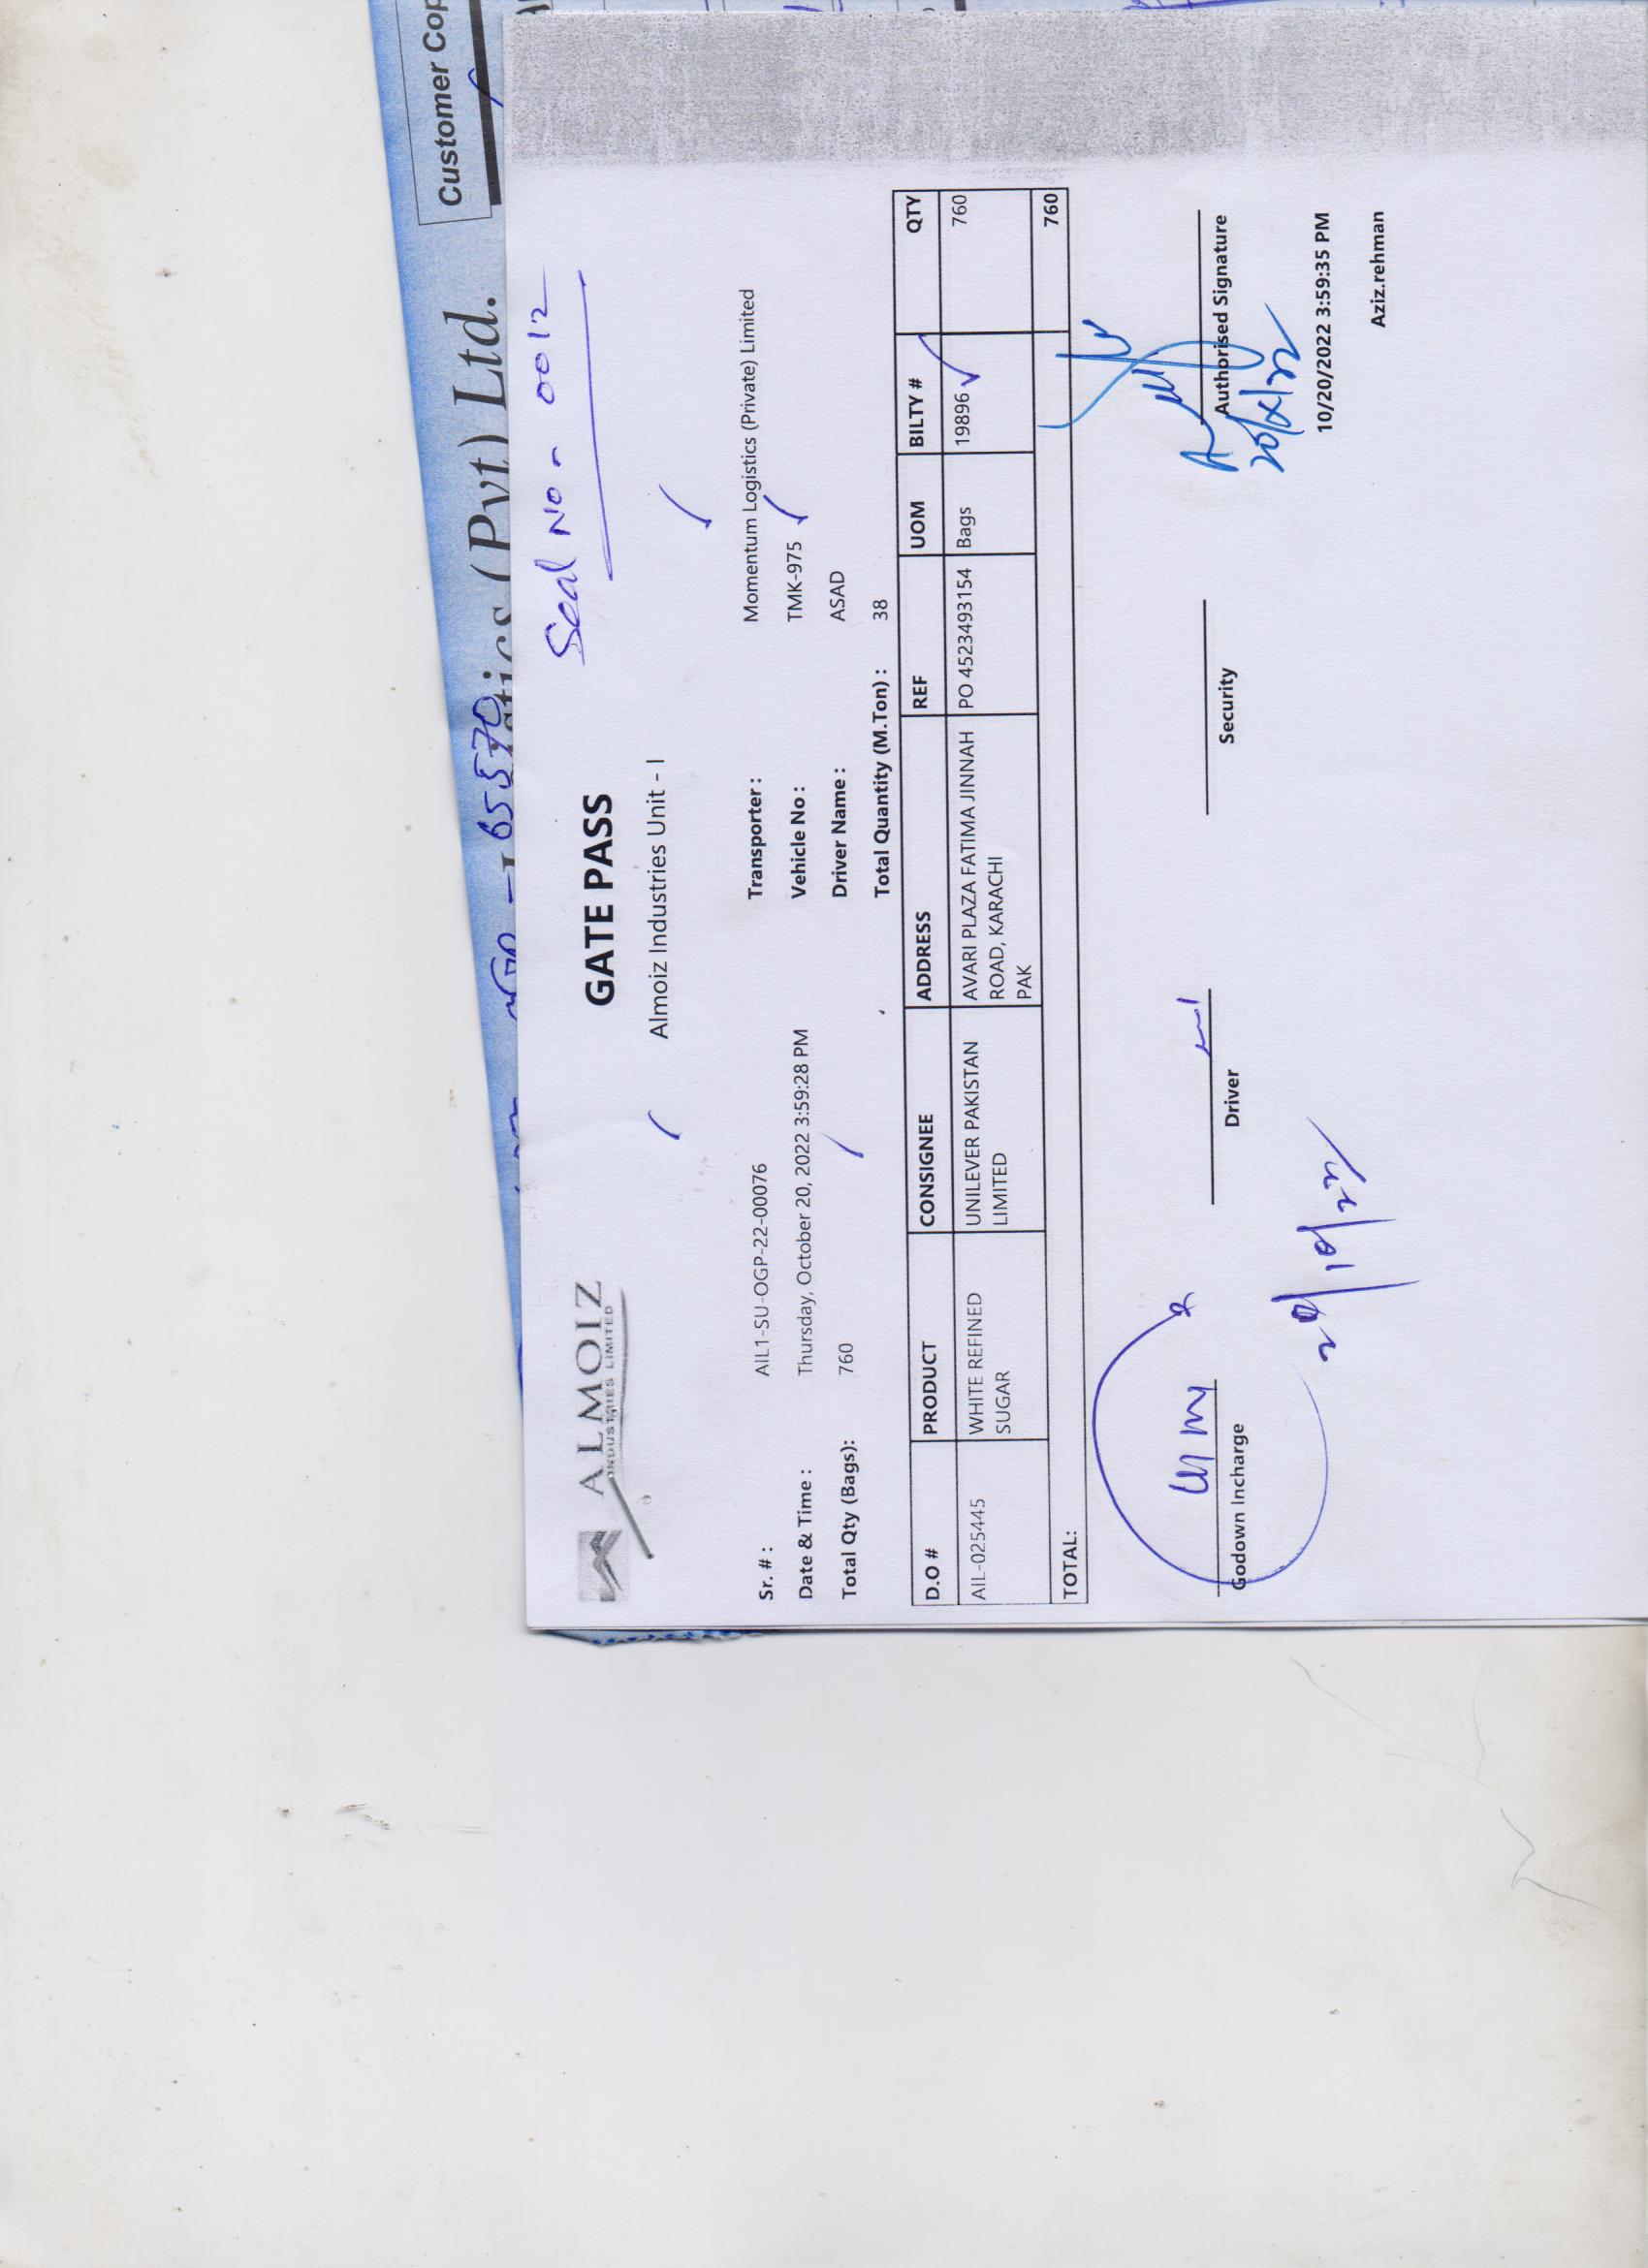 Customer Cop
(Pvt) Ltd.
65570
Seal No - 0012
ALMOIZ
INDUSTRIES LIMITED
GATE PASS
Almoiz Industries Unit - I
Sr. # : AIL1-SU-OGP-22-00076 Transporter : Momentum Logistics (Private) Limited
Date & Time : Thursday, October 20, 2022 3:59:28 PM Vehicle No : TMK-975
Total Qty (Bags): 760 Driver Name : ASAD
Total Quantity (M.Ton) : 38
D.O # PRODUCT CONSIGNEE ADDRESS REF UOM BILTY # QTY
AIL-025445 WHITE REFINED UNILEVER PAKISTAN AVARI PLAZA FATIMA JINNAH PO 4523493154 Bags 19896 760
SUGAR LIMITED ROAD, KARACHI
PAK
TOTAL: 760
Godown Incharge Driver Security Authorised Signature
20/10/22 20/10/22
10/20/2022 3:59:35 PM
Aziz.rehman